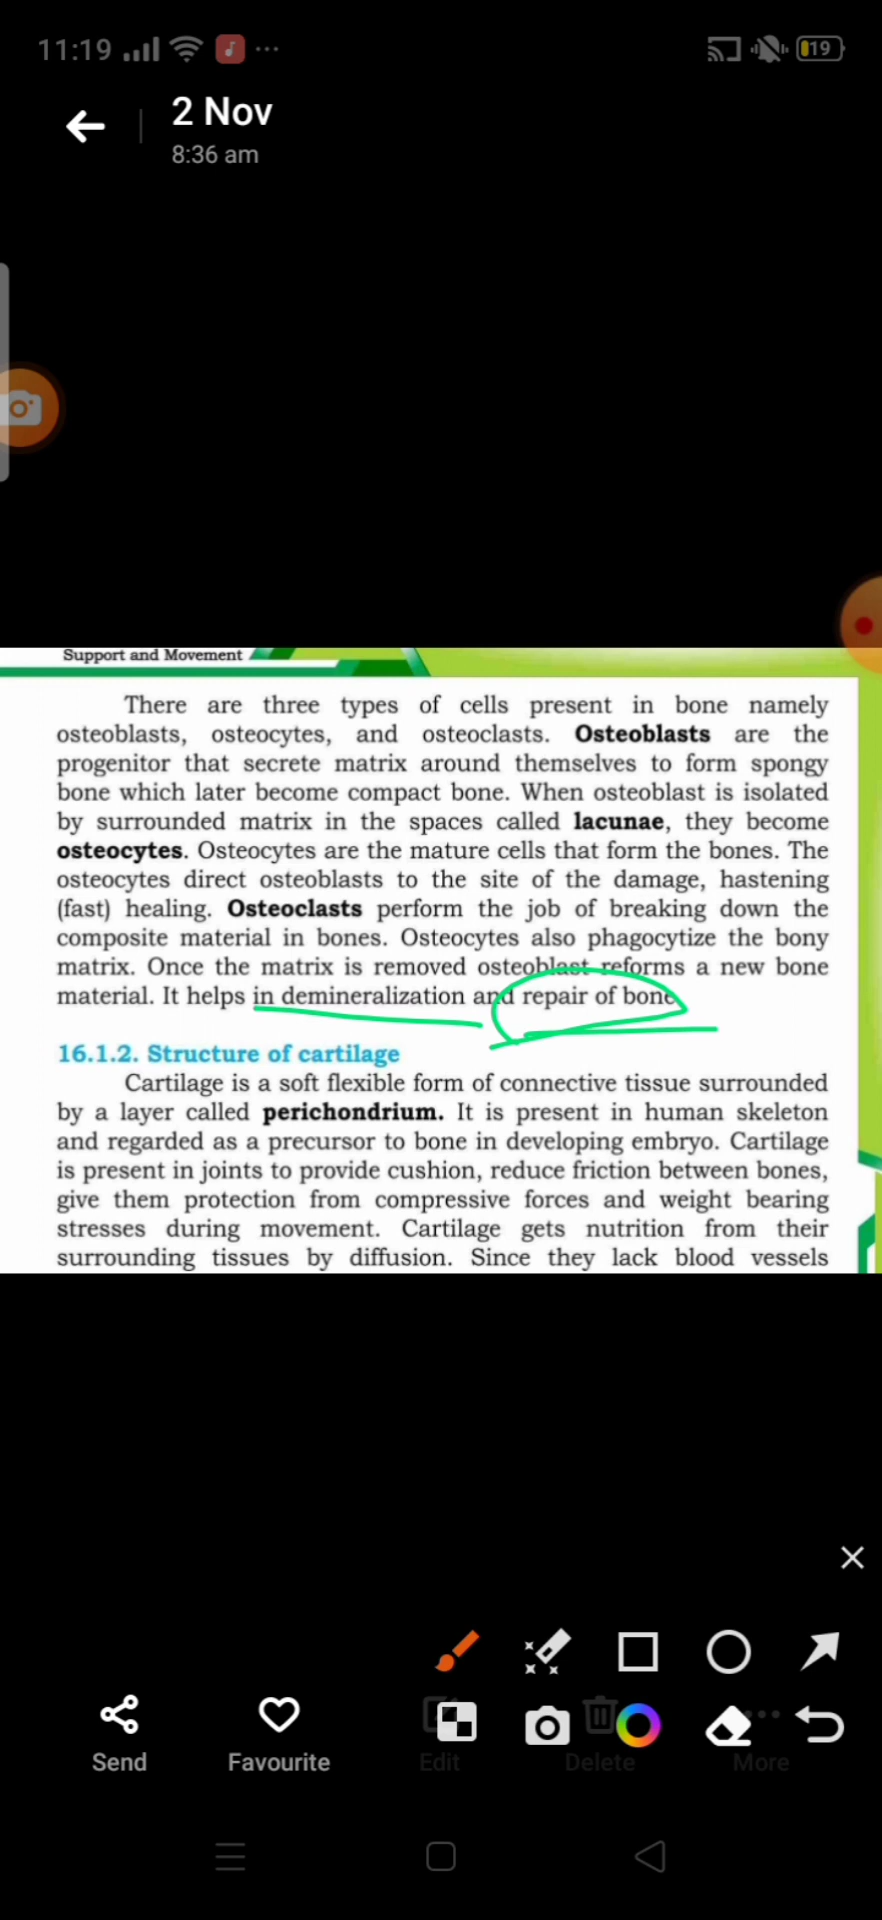 11:19
19
2 Nov
8:36 am
Support and Movement
There are three types of cells present in bone namely
osteoblasts, osteocytes, and osteoclasts. Osteoblasts are the
progenitor that secrete matrix around themselves to form spongy
bone which later become compact bone. When osteoblast is isolated
by surrounded matrix in the spaces called lacunae, they become
osteocytes. Osteocytes are the mature cells that form the bones. The
osteocytes direct osteoblasts to the site of the damage, hastening
(fast) healing. Osteoclasts perform the job of breaking down the
composite material in bones. Osteocytes also phagocytize the bony
matrix. Once the matrix is removed osteoblast reforms a new bone
material. It helps in demineralization and repair of bone
16.1.2. Structure of cartilage
Cartilage is a soft flexible form of connective tissue surrounded
by a layer called perichondrium. It is present in human skeleton
and regarded as a precursor to bone in developing embryo. Cartilage
is present in joints to provide cushion, reduce friction between bones,
give them protection from compressive forces and weight bearing
stresses during movement. Cartilage gets nutrition from their
surrounding tissues by diffusion. Since they lack blood vessels
Send
Favourite
Edit
Delete
More